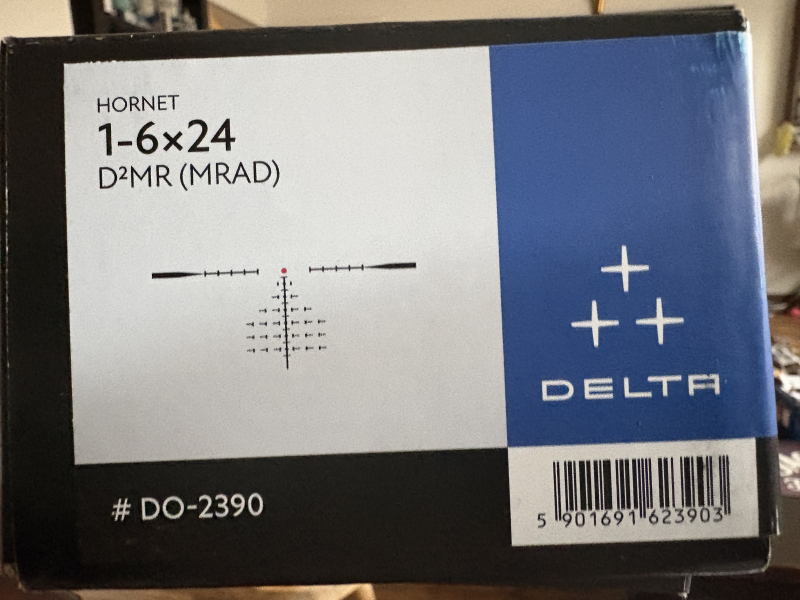 HORNET
1-6×24
D²MR (MRAD)
DELTA
# DO-2390
5 901691 623903